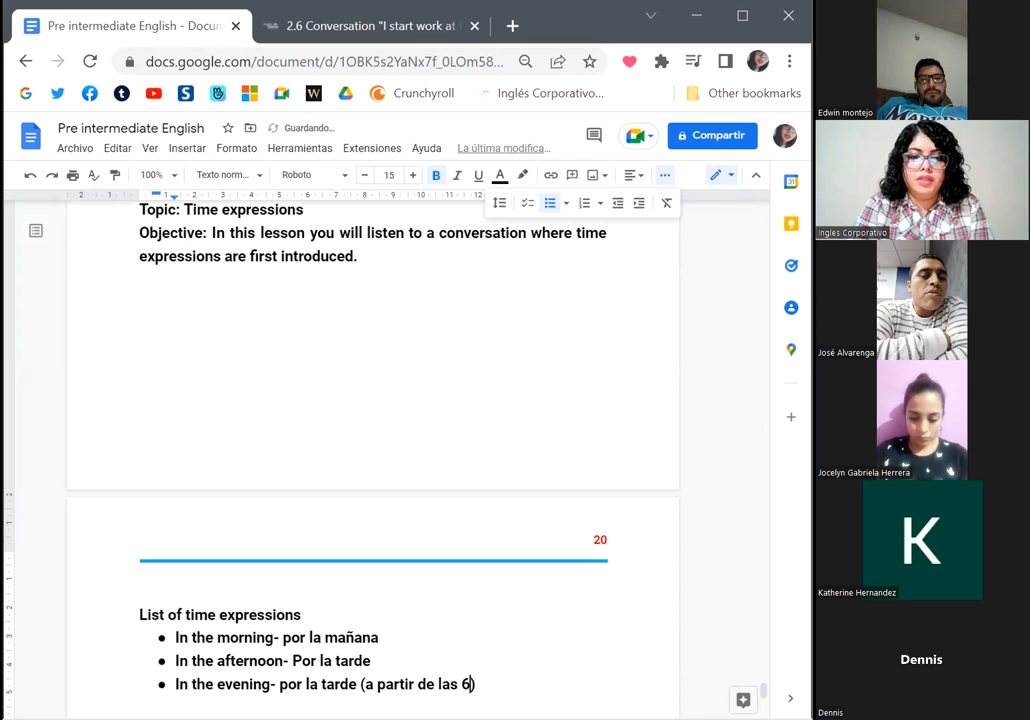 Pre intermediate English - Docun
2.6 Conversation "I start work at
docs.google.com/document/d/1OBK5s2YaNx7f_0LOm58...
Crunchyroll
Inglés Corporativo...
Other bookmarks
Pre intermediate English
Guardando...
Compartir
Archivo Editar Ver Insertar Formato Herramientas Extensiones Ayuda La última modifica...
100% Texto norm... Roboto 15
Topic: Time expressions
Objective: In this lesson you will listen to a conversation where time
expressions are first introduced.
20
List of time expressions
In the morning- por la mañana
In the afternoon- Por la tarde
In the evening- por la tarde (a partir de las 6)
Edwin montejo
Ingles Corporativo
José Alvarenga
Jocelyn Gabriela Herrera
K
Katherine Hernandez
Dennis
Dennis